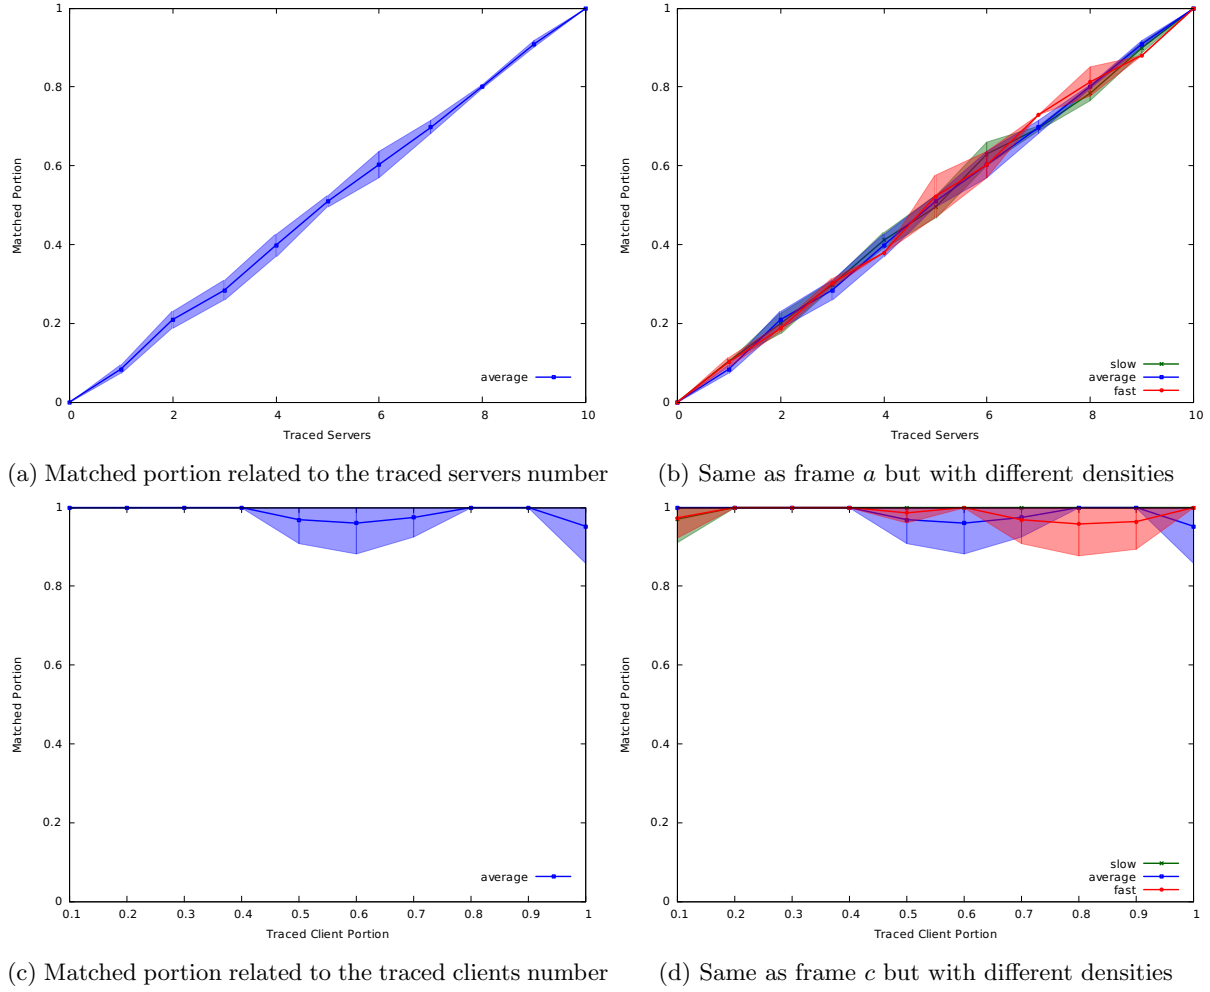 1
0.8
0.6
0.4
0.2
0
0 2 4 6 8 10
Matched Portion
Traced Servers
average
(a) Matched portion related to the traced servers number
1
0.8
0.6
0.4
0.2
0
0 2 4 6 8 10
Matched Portion
Traced Servers
slow
average
fast
(b) Same as frame a but with different densities
1
0.8
0.6
0.4
0.2
0
0.1 0.2 0.3 0.4 0.5 0.6 0.7 0.8 0.9 1
Matched Portion
Traced Client Portion
average
(c) Matched portion related to the traced clients number
1
0.8
0.6
0.4
0.2
0
0.1 0.2 0.3 0.4 0.5 0.6 0.7 0.8 0.9 1
Matched Portion
Traced Client Portion
slow
average
fast
(d) Same as frame c but with different densities